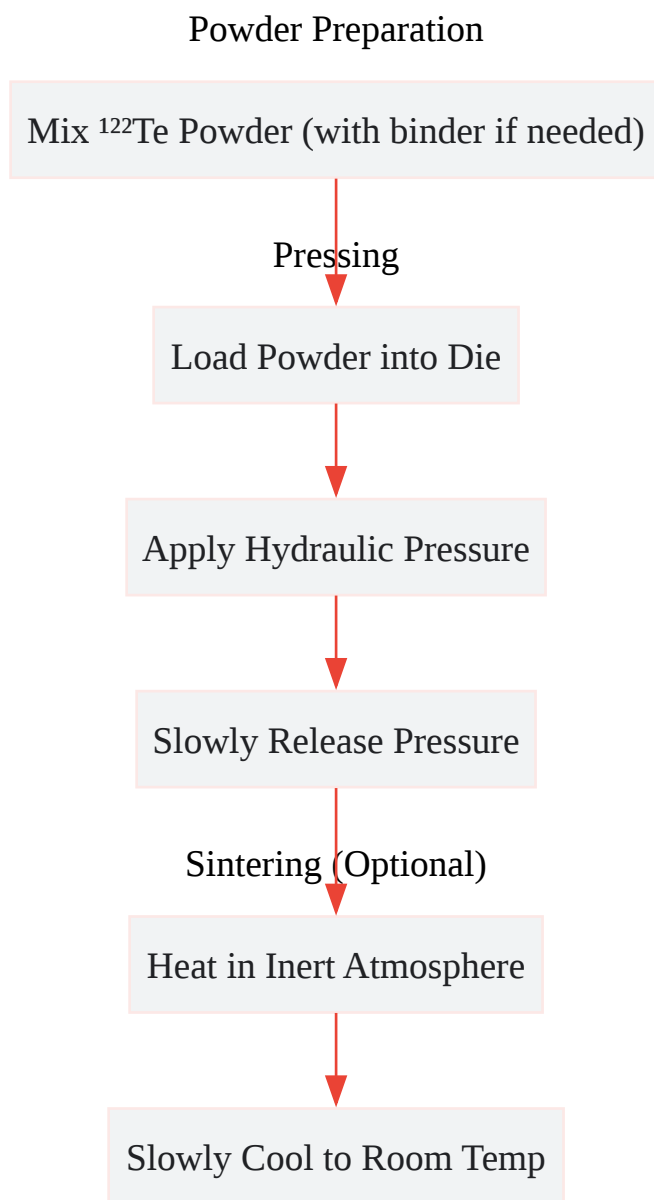 Powder Preparation
Mix ¹²²Te Powder (with binder if needed)
Pressing
Load Powder into Die
Apply Hydraulic Pressure
Slowly Release Pressure
Sintering (Optional)
Heat in Inert Atmosphere
Slowly Cool to Room Temp